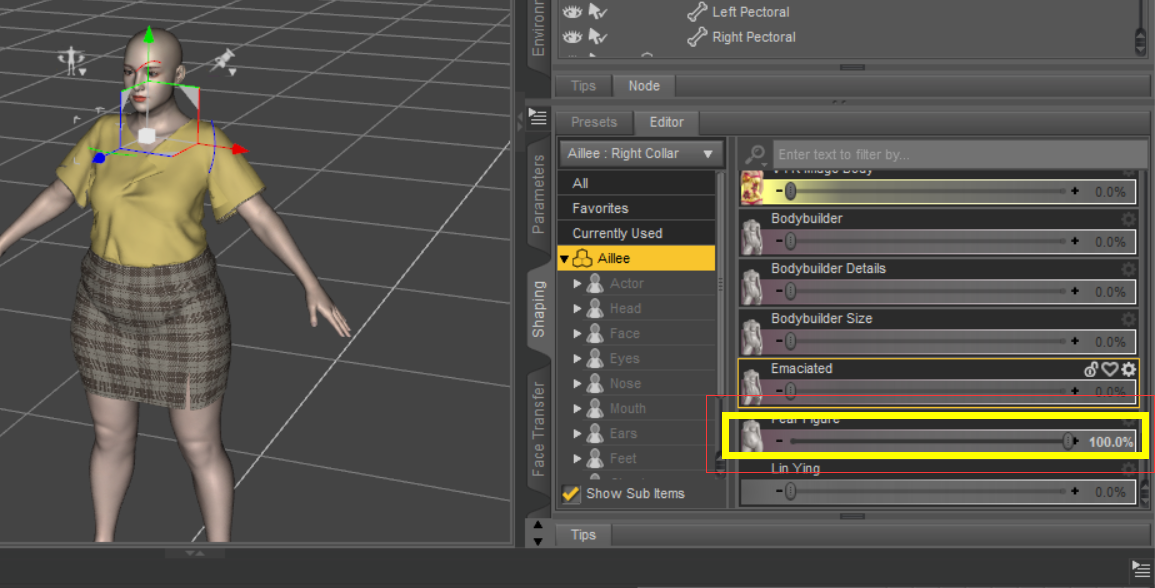 Left Pectoral
Right Pectoral
Tips
Node
Presets
Editor
Aillee : Right Collar
Enter text to filter by...
All
Favorites
Currently Used
Aillee
Actor
Head
Face
Eyes
Nose
Mouth
Ears
Feet
Show Sub Items
Body
0.0%
Bodybuilder
0.0%
Bodybuilder Details
0.0%
Bodybuilder Size
0.0%
Emaciated
0.0%
Pear Figure
100.0%
Lin Ying
0.0%
Parameters
Shaping
Face Transfer
Tips